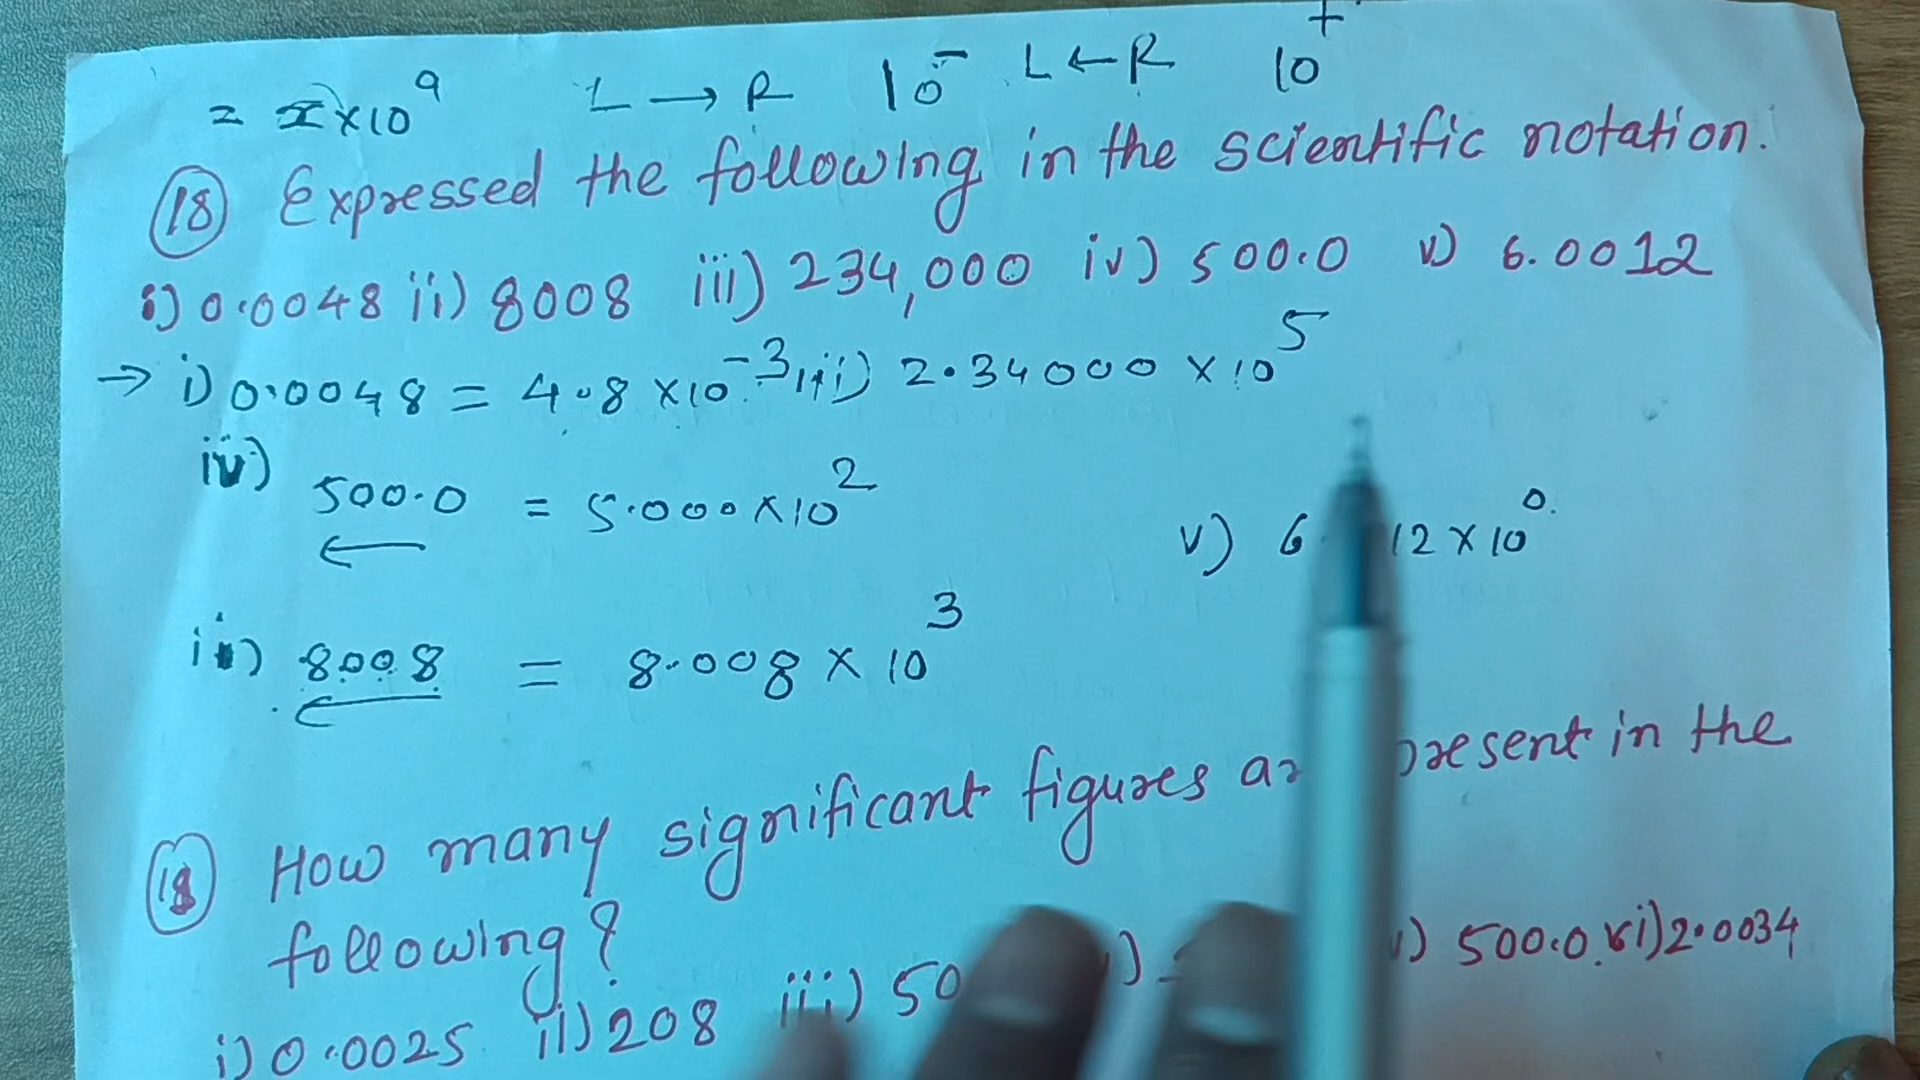 = x×10⁹ L → R 10⁻ L ← R 10⁺
(18) Expressed the following in the scientific notation.
i) 0.0048 ii) 8008 iii) 234,000 iv) 500.0 v) 6.0012
→ i) 0.0048 = 4.8 ×10⁻³, iii) 2.34000 × 10⁵
iv) 500.0 = 5.000×10²
v) 6. 12 × 10⁰.
ii) 8008 = 8.008 × 10³
How many significant figures present in the
following?
i) 0.0025 ii) 208 iii) 50 v) 500.0. vi) 2.0034